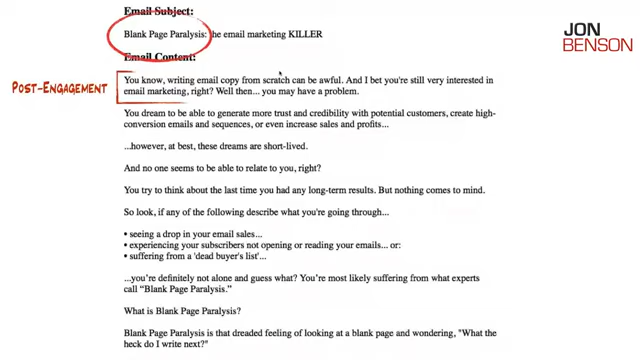 Email Subject:
JON
BENSON
Blank Page Paralysis: the email marketing KILLER
Email Content:
POST-ENGAGEMENT
You know, writing email copy from scratch can be awful. And I bet you're still very interested in
email marketing, right? Well then... you may have a problem.
You dream to be able to generate more trust and credibility with potential customers, create high-
conversion emails and sequences, or even increase sales and profits...
...however, at best, these dreams are short-lived.
And no one seems to be able to relate to you, right?
You try to think about the last time you had any long-term results. But nothing comes to mind.
So look, if any of the following describe what you're going through...
• seeing a drop in your email sales...
• experiencing your subscribers not opening or reading your emails... or:
• suffering from a 'dead buyer's list'...
...you're definitely not alone and guess what? You're most likely suffering from what experts
call “Blank Page Paralysis.”
What is Blank Page Paralysis?
Blank Page Paralysis is that dreaded feeling of looking at a blank page and wondering, "What the
heck do I write next?"